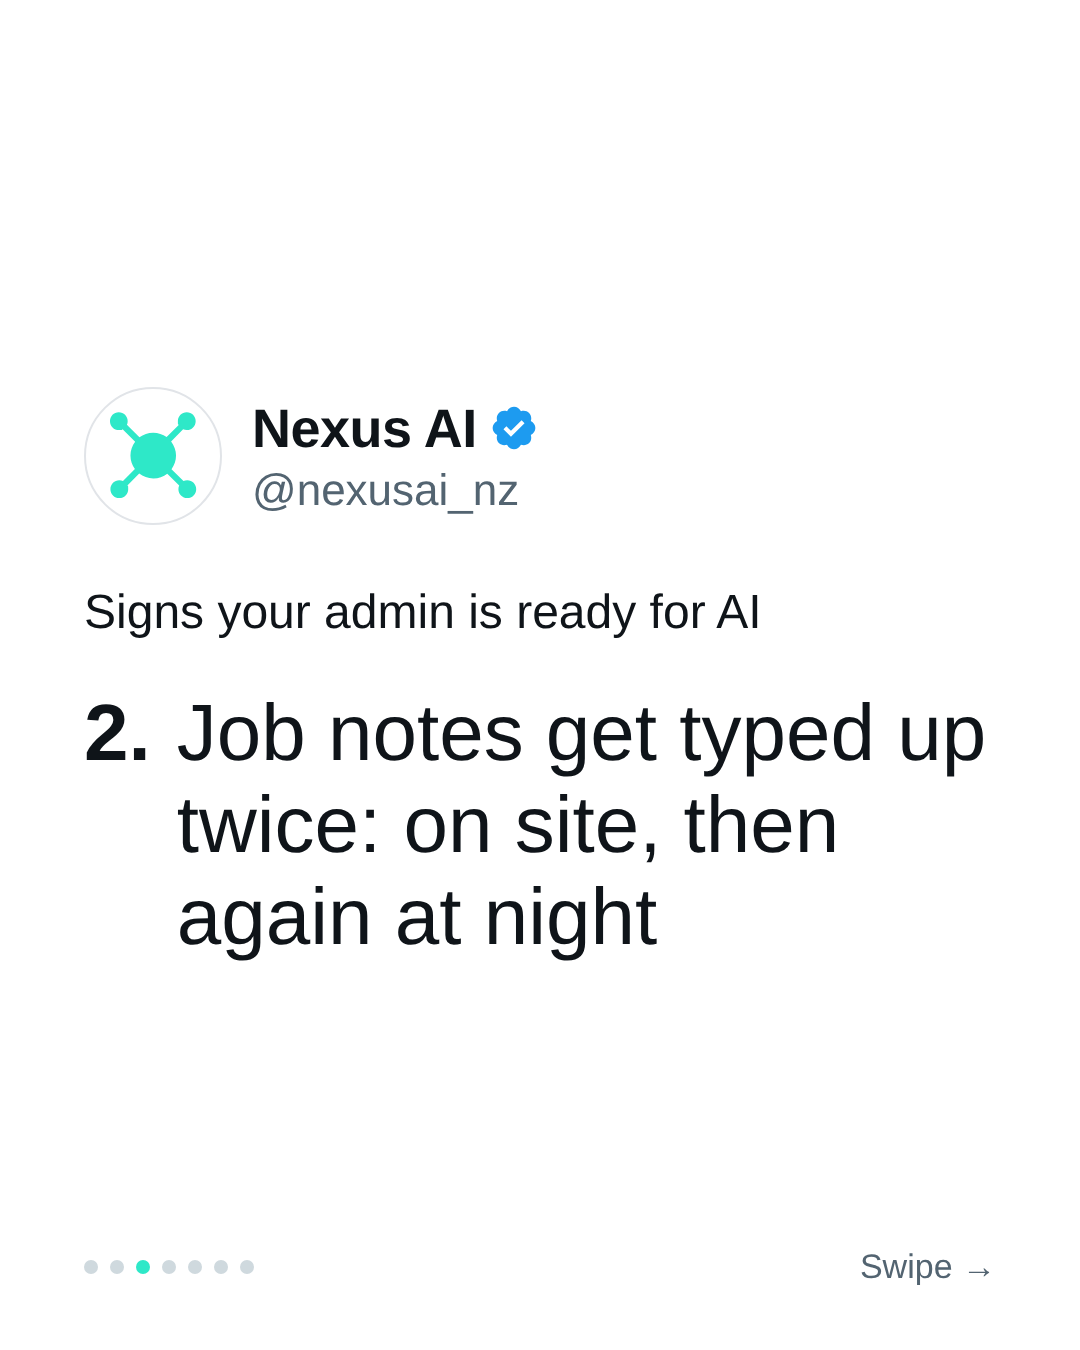 Nexus AI
@nexusai_nz
Signs your admin is ready for AI
2. Job notes get typed up
twice: on site, then
again at night
Swipe →